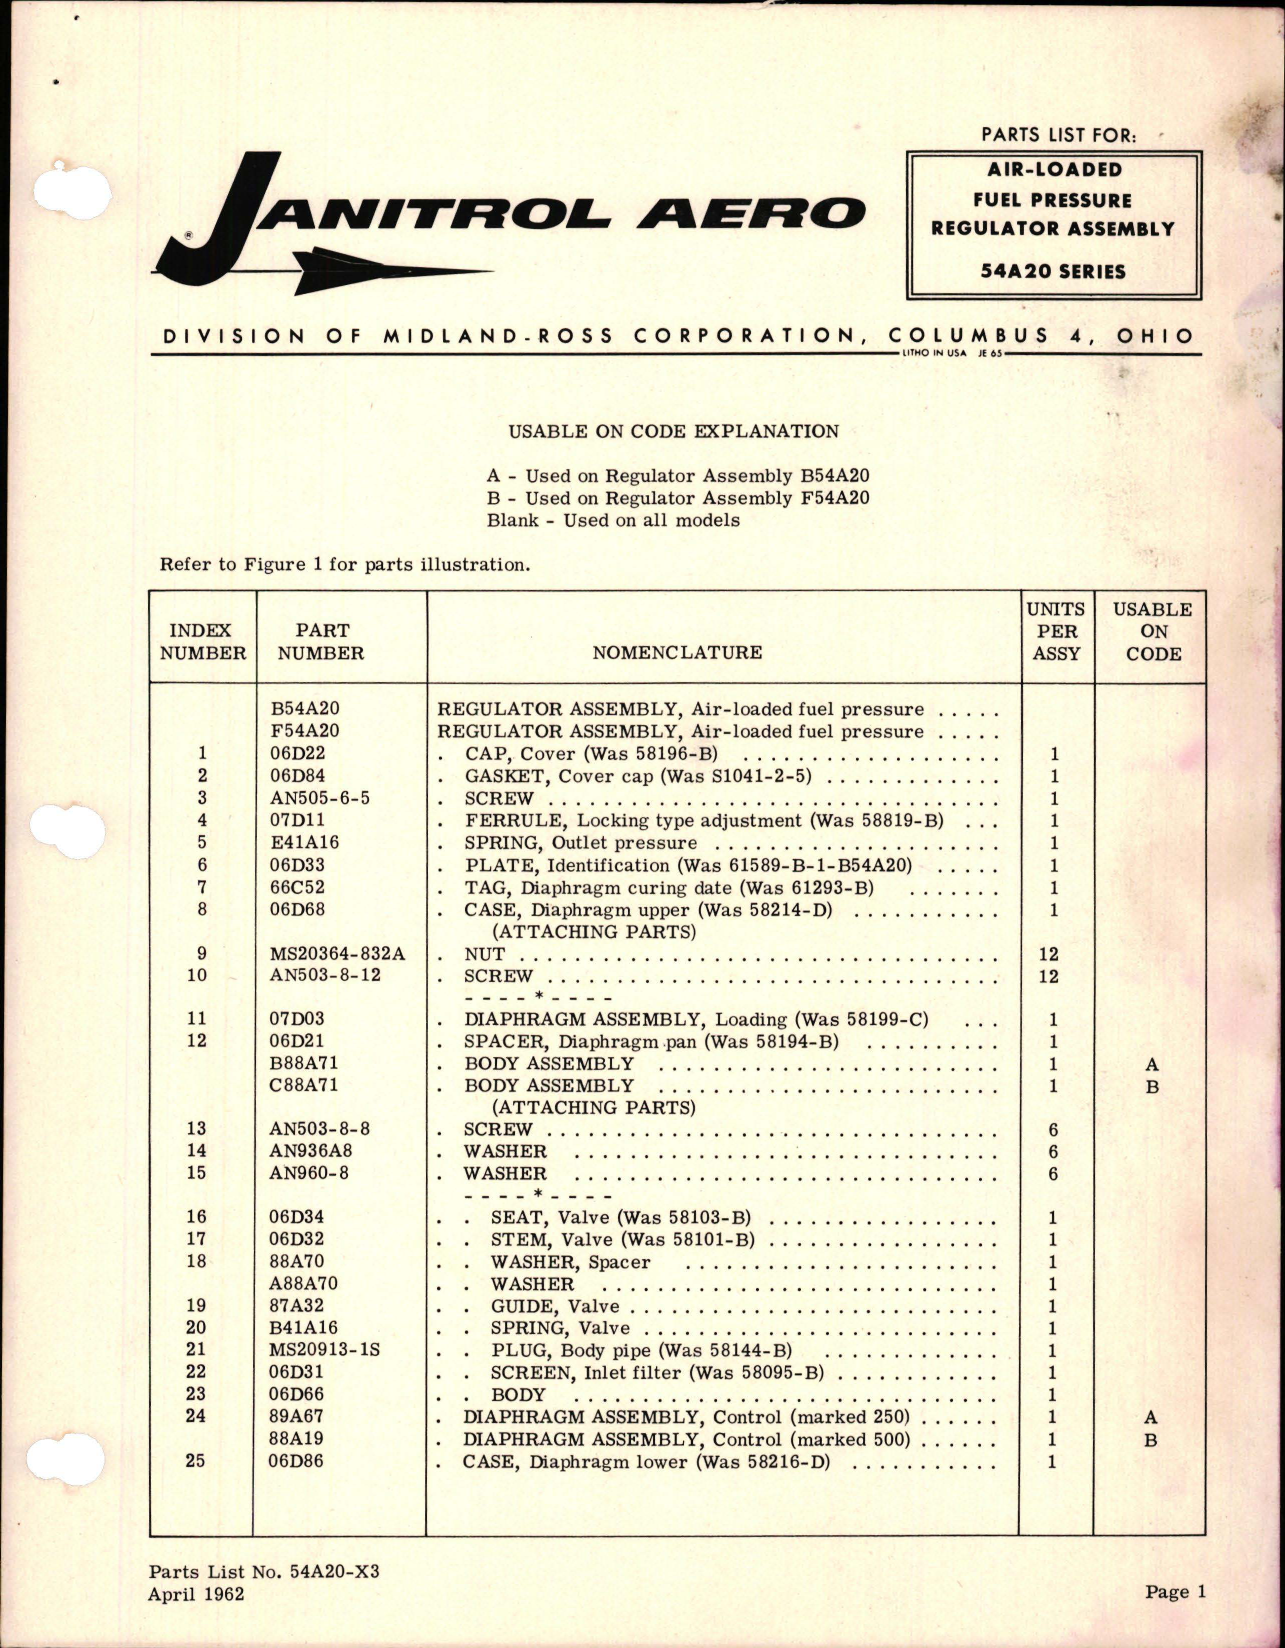 PARTS LIST FOR:
AIR-LOADED
FUEL PRESSURE
REGULATOR ASSEMBLY
54A20 SERIES
JANITROL AERO
®
DIVISION OF MIDLAND-ROSS CORPORATION, COLUMBUS 4, OHIO
LITHO IN USA JE 65
USABLE ON CODE EXPLANATION
A - Used on Regulator Assembly B54A20
B - Used on Regulator Assembly F54A20
Blank - Used on all models
Refer to Figure 1 for parts illustration.
INDEX NUMBER PART NUMBER NOMENCLATURE UNITS PER ASSY USABLE ON CODE
B54A20 REGULATOR ASSEMBLY, Air-loaded fuel pressure . . . . .
F54A20 REGULATOR ASSEMBLY, Air-loaded fuel pressure . . . . .
1 06D22 . CAP, Cover (Was 58196-B) . . . . . . . . . . . . . . . . . . . 1
2 06D84 . GASKET, Cover cap (Was S1041-2-5) . . . . . . . . . . . . . 1
3 AN505-6-5 . SCREW . . . . . . . . . . . . . . . . . . . . . . . . . . . . . . . . . 1
4 07D11 . FERRULE, Locking type adjustment (Was 58819-B) . . . 1
5 E41A16 . SPRING, Outlet pressure . . . . . . . . . . . . . . . . . . . . . 1
6 06D33 . PLATE, Identification (Was 61589-B-1-B54A20) . . . . . 1
7 66C52 . TAG, Diaphragm curing date (Was 61293-B) . . . . . . . 1
8 06D68 . CASE, Diaphragm upper (Was 58214-D) . . . . . . . . . . . 1
(ATTACHING PARTS)
9 MS20364-832A . NUT . . . . . . . . . . . . . . . . . . . . . . . . . . . . . . . . . . . 12
10 AN503-8-12 . SCREW . . . . . . . . . . . . . . . . . . . . . . . . . . . . . . . . . 12
- - - - * - - - -
11 07D03 . DIAPHRAGM ASSEMBLY, Loading (Was 58199-C) . . . 1
12 06D21 . SPACER, Diaphragm pan (Was 58194-B) . . . . . . . . . . 1
B88A71 . BODY ASSEMBLY . . . . . . . . . . . . . . . . . . . . . . . . . 1 A
C88A71 . BODY ASSEMBLY . . . . . . . . . . . . . . . . . . . . . . . . . 1 B
(ATTACHING PARTS)
13 AN503-8-8 . SCREW . . . . . . . . . . . . . . . . . . . . . . . . . . . . . . . . . 6
14 AN936A8 . WASHER . . . . . . . . . . . . . . . . . . . . . . . . . . . . . . . 6
15 AN960-8 . WASHER . . . . . . . . . . . . . . . . . . . . . . . . . . . . . . . 6
- - - - * - - - -
16 06D34 . . SEAT, Valve (Was 58103-B) . . . . . . . . . . . . . . . . . 1
17 06D32 . . STEM, Valve (Was 58101-B) . . . . . . . . . . . . . . . . . 1
18 88A70 . . WASHER, Spacer . . . . . . . . . . . . . . . . . . . . . . . 1
A88A70 . . WASHER . . . . . . . . . . . . . . . . . . . . . . . . . . . . . 1
19 87A32 . . GUIDE, Valve . . . . . . . . . . . . . . . . . . . . . . . . . . . 1
20 B41A16 . . SPRING, Valve . . . . . . . . . . . . . . . . . . . . . . . . . . 1
21 MS20913-1S . . PLUG, Body pipe (Was 58144-B) . . . . . . . . . . . . . 1
22 06D31 . . SCREEN, Inlet filter (Was 58095-B) . . . . . . . . . . . . 1
23 06D66 . . BODY . . . . . . . . . . . . . . . . . . . . . . . . . . . . . . . 1
24 89A67 . DIAPHRAGM ASSEMBLY, Control (marked 250) . . . . . . 1 A
88A19 . DIAPHRAGM ASSEMBLY, Control (marked 500) . . . . . . 1 B
25 06D86 . CASE, Diaphragm lower (Was 58216-D) . . . . . . . . . . . 1
Parts List No. 54A20-X3
April 1962
Page 1